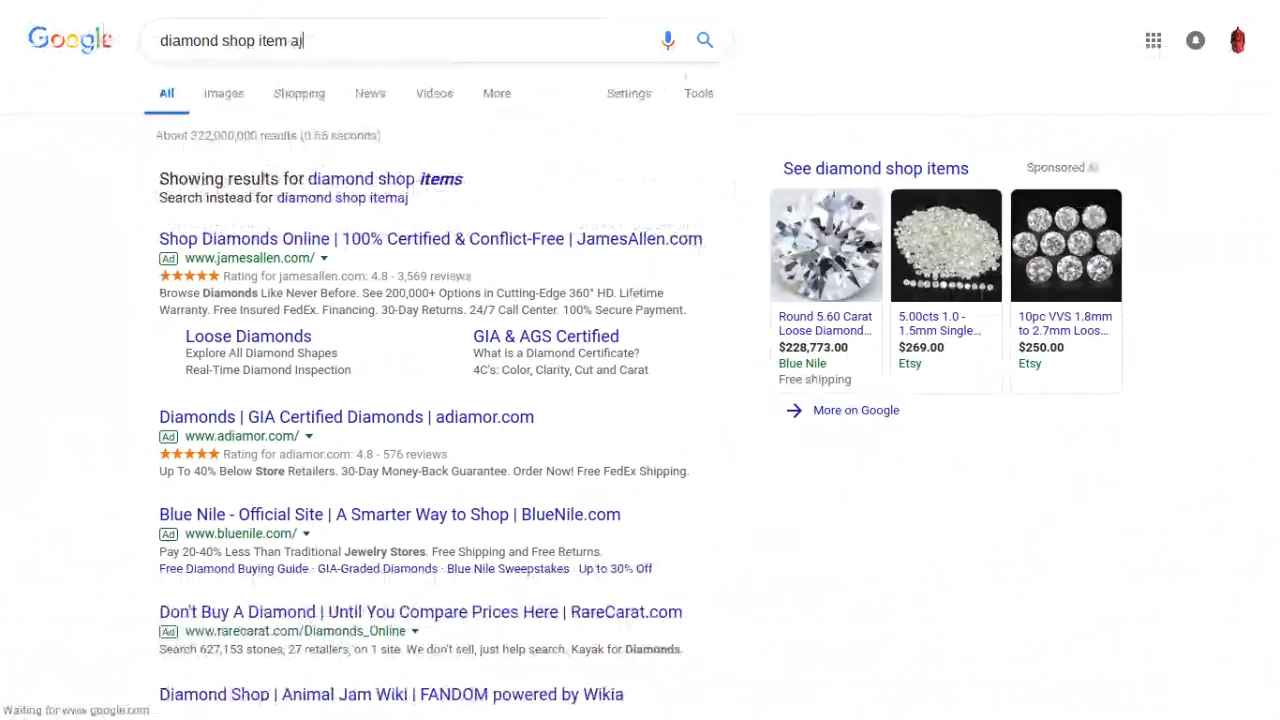 Google
diamond shop item aj
All Images Shopping News Videos More Settings Tools
About 322,000,000 results (0.66 seconds)
Showing results for diamond shop items
Search instead for diamond shop itemaj
Shop Diamonds Online | 100% Certified & Conflict-Free | JamesAllen.com
Ad www.jamesallen.com/
Rating for jamesallen.com: 4.8 - 3,569 reviews
Browse Diamonds Like Never Before. See 200,000+ Options in Cutting-Edge 360° HD. Lifetime
Warranty. Free Insured FedEx. Financing. 30-Day Returns. 24/7 Call Center. 100% Secure Payment.
Loose Diamonds
Explore All Diamond Shapes
Real-Time Diamond Inspection
GIA & AGS Certified
What is a Diamond Certificate?
4C's: Color, Clarity, Cut and Carat
Diamonds | GIA Certified Diamonds | adiamor.com
Ad www.adiamor.com/
Rating for adiamor.com: 4.8 - 576 reviews
Up To 40% Below Store Retailers. 30-Day Money-Back Guarantee. Order Now! Free FedEx Shipping.
Blue Nile - Official Site | A Smarter Way to Shop | BlueNile.com
Ad www.bluenile.com/
Pay 20-40% Less Than Traditional Jewelry Stores. Free Shipping and Free Returns.
Free Diamond Buying Guide · GIA-Graded Diamonds · Blue Nile Sweepstakes · Up to 30% Off
Don't Buy A Diamond | Until You Compare Prices Here | RareCarat.com
Ad www.rarecarat.com/Diamonds_Online
Search 627,153 stones, 27 retailers, on 1 site. We don't sell, just help search. Kayak for Diamonds.
Diamond Shop | Animal Jam Wiki | FANDOM powered by Wikia
See diamond shop items
Sponsored
Round 5.60 Carat
Loose Diamond...
$228,773.00
Blue Nile
Free shipping
5.00cts 1.0 -
1.5mm Single...
$269.00
Etsy
10pc VVS 1.8mm
to 2.7mm Loos...
$250.00
Etsy
More on Google
Waiting for www.google.com